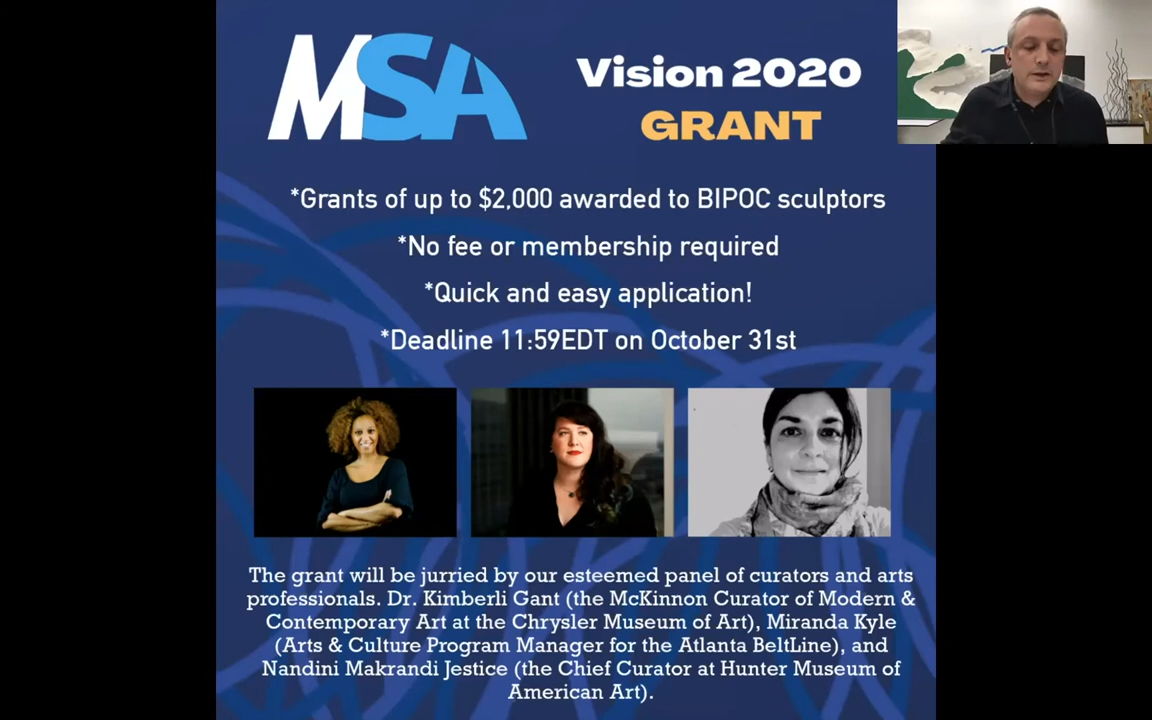 MSA
Vision 2020
GRANT
*Grants of up to $2,000 awarded to BIPOC sculptors
*No fee or membership required
*Quick and easy application!
*Deadline 11:59EDT on October 31st
The grant will be jurried by our esteemed panel of curators and arts
professionals. Dr. Kimberli Gant (the McKinnon Curator of Modern &
Contemporary Art at the Chrysler Museum of Art), Miranda Kyle
(Arts & Culture Program Manager for the Atlanta BeltLine), and
Nandini Makrandi Jestice (the Chief Curator at Hunter Museum of
American Art).